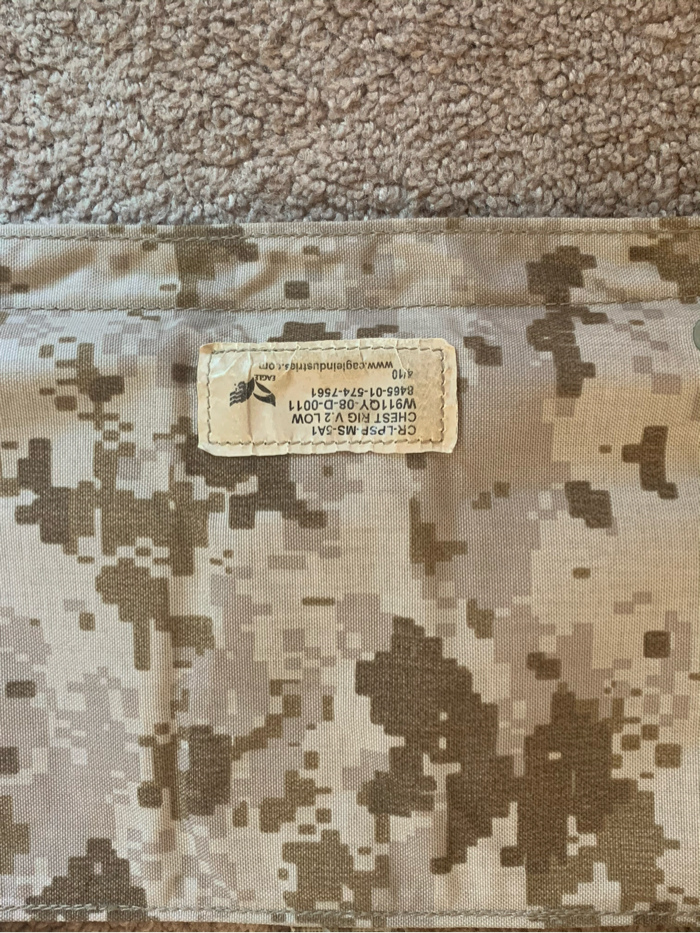 CR-LPSP-MS-5A1
CHEST RIG V.2 LOW
W911QY-08-D-0011
8465-01-574-7561
8/10
www.eagleindustries.com
EAGLE